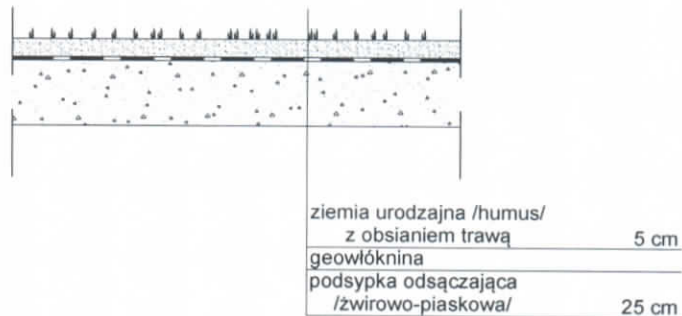 ziemia urodzajna /humus/
z obsianiem trawą 5 cm
geowłóknina
podsypka odsączająca
/żwirowo-piaskowa/ 25 cm